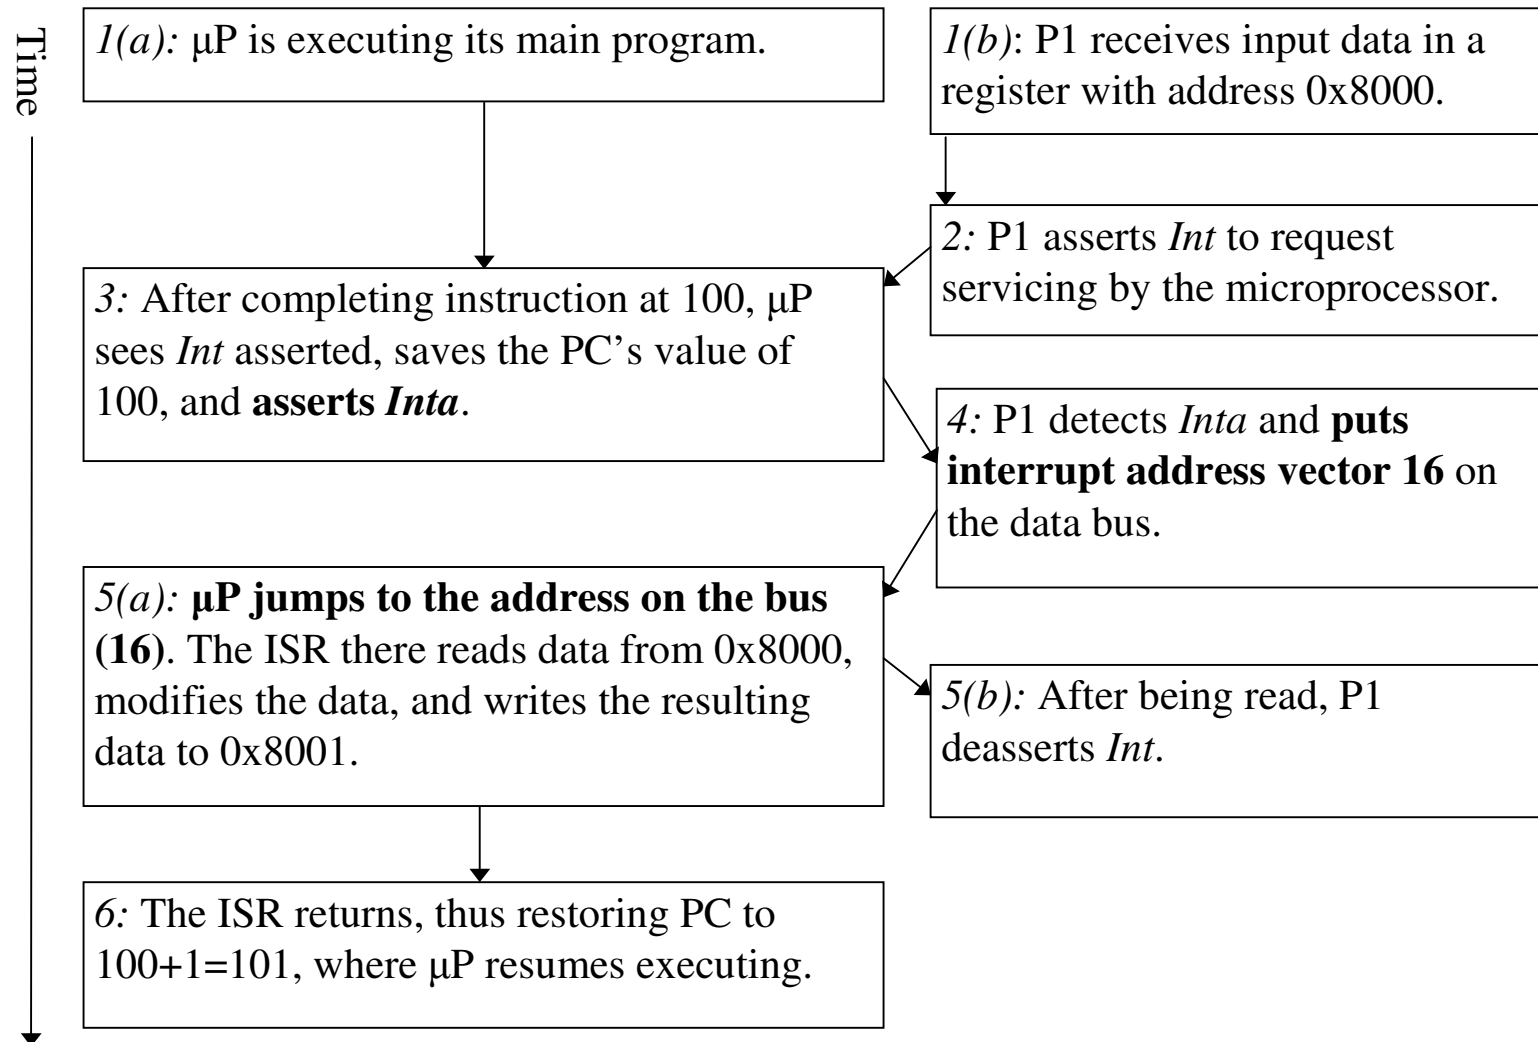 Time
1(a): μP is executing its main program.
1(b): P1 receives input data in a
register with address 0x8000.
2: P1 asserts Int to request
servicing by the microprocessor.
3: After completing instruction at 100, μP
sees Int asserted, saves the PC’s value of
100, and asserts Inta.
4: P1 detects Inta and puts
interrupt address vector 16 on
the data bus.
5(a): μP jumps to the address on the bus
(16). The ISR there reads data from 0x8000,
modifies the data, and writes the resulting
data to 0x8001.
5(b): After being read, P1
deasserts Int.
6: The ISR returns, thus restoring PC to
100+1=101, where μP resumes executing.